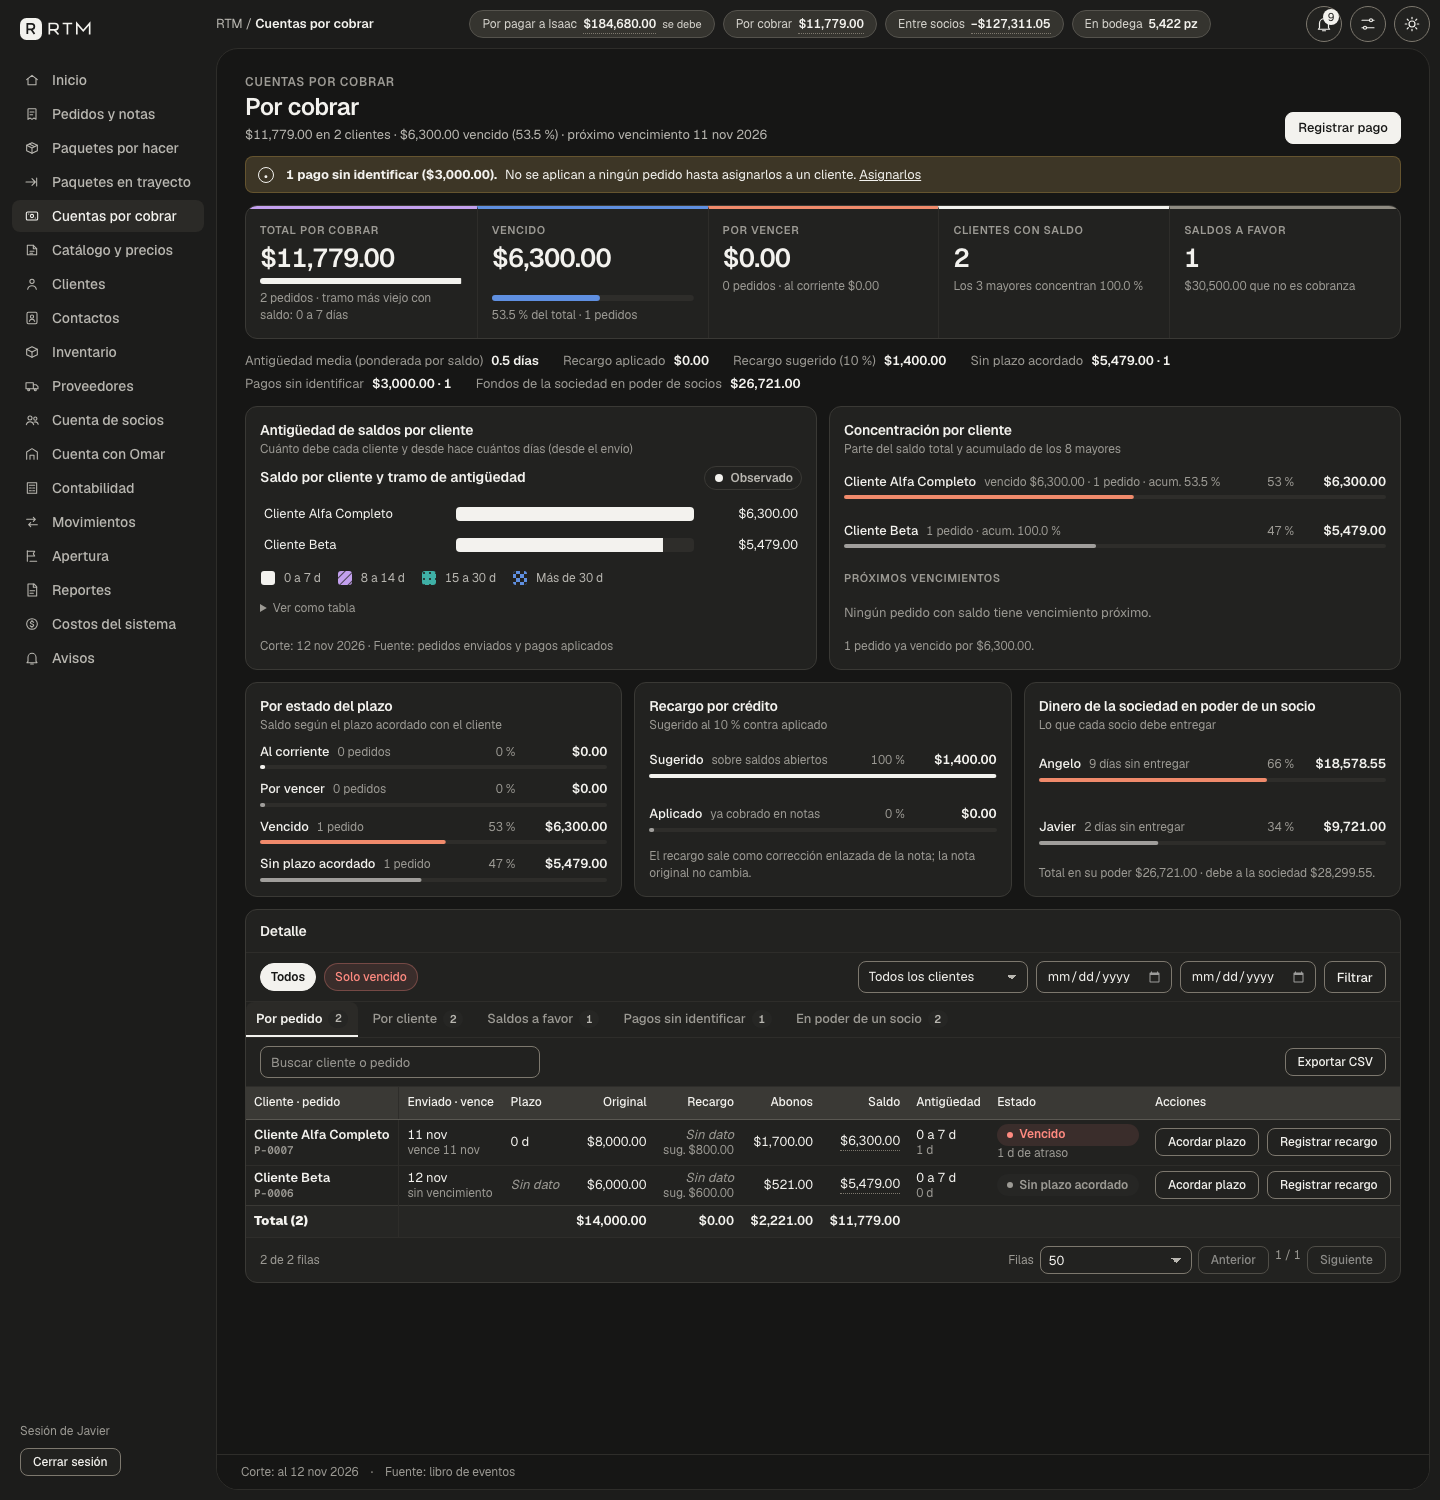 R RTM
RTM / Cuentas por cobrar
Por pagar a Isaac $184,680.00 se debe
Por cobrar $11,779.00
Entre socios −$127,311.05
En bodega 5,422 pz
9
Inicio
Pedidos y notas
Paquetes por hacer
Paquetes en trayecto
Cuentas por cobrar
Catálogo y precios
Clientes
Contactos
Inventario
Proveedores
Cuenta de socios
Cuenta con Omar
Contabilidad
Movimientos
Apertura
Reportes
Costos del sistema
Avisos
Sesión de Javier
Cerrar sesión
CUENTAS POR COBRAR
Por cobrar
$11,779.00 en 2 clientes · $6,300.00 vencido (53.5 %) · próximo vencimiento 11 nov 2026
Registrar pago
1 pago sin identificar ($3,000.00). No se aplican a ningún pedido hasta asignarlos a un cliente. Asignarlos
TOTAL POR COBRAR
$11,779.00
2 pedidos · tramo más viejo con
saldo: 0 a 7 días
VENCIDO
$6,300.00
53.5 % del total · 1 pedidos
POR VENCER
$0.00
0 pedidos · al corriente $0.00
CLIENTES CON SALDO
2
Los 3 mayores concentran 100.0 %
SALDOS A FAVOR
1
$30,500.00 que no es cobranza
Antigüedad media (ponderada por saldo) 0.5 días
Recargo aplicado $0.00
Recargo sugerido (10 %) $1,400.00
Sin plazo acordado $5,479.00 · 1
Pagos sin identificar $3,000.00 · 1
Fondos de la sociedad en poder de socios $26,721.00
Antigüedad de saldos por cliente
Cuánto debe cada cliente y desde hace cuántos días (desde el envío)
Saldo por cliente y tramo de antigüedad
Observado
Cliente Alfa Completo $6,300.00
Cliente Beta $5,479.00
0 a 7 d
8 a 14 d
15 a 30 d
Más de 30 d
Ver como tabla
Corte: 12 nov 2026 · Fuente: pedidos enviados y pagos aplicados
Concentración por cliente
Parte del saldo total y acumulado de los 8 mayores
Cliente Alfa Completo vencido $6,300.00 · 1 pedido · acum. 53.5 % 53 % $6,300.00
Cliente Beta 1 pedido · acum. 100.0 % 47 % $5,479.00
PRÓXIMOS VENCIMIENTOS
Ningún pedido con saldo tiene vencimiento próximo.
1 pedido ya vencido por $6,300.00.
Por estado del plazo
Saldo según el plazo acordado con el cliente
Al corriente 0 pedidos 0 % $0.00
Por vencer 0 pedidos 0 % $0.00
Vencido 1 pedido 53 % $6,300.00
Sin plazo acordado 1 pedido 47 % $5,479.00
Recargo por crédito
Sugerido al 10 % contra aplicado
Sugerido sobre saldos abiertos 100 % $1,400.00
Aplicado ya cobrado en notas 0 % $0.00
El recargo sale como corrección enlazada de la nota; la nota
original no cambia.
Dinero de la sociedad en poder de un socio
Lo que cada socio debe entregar
Angelo 9 días sin entregar 66 % $18,578.55
Javier 2 días sin entregar 34 % $9,721.00
Total en su poder $26,721.00 · debe a la sociedad $28,299.55.
Detalle
Todos
Solo vencido
Todos los clientes
mm/dd/yyyy
mm/dd/yyyy
Filtrar
Por pedido 2
Por cliente 2
Saldos a favor 1
Pagos sin identificar 1
En poder de un socio 2
Buscar cliente o pedido
Exportar CSV
Cliente · pedido Enviado · vence Plazo Original Recargo Abonos Saldo Antigüedad Estado Acciones
Cliente Alfa Completo 11 nov 0 d $8,000.00 Sin dato $1,700.00 $6,300.00 0 a 7 d Vencido Acordar plazo Registrar recargo
P-0007 vence 11 nov sug. $800.00 1 d 1 d de atraso
Cliente Beta 12 nov Sin dato $6,000.00 Sin dato $521.00 $5,479.00 0 a 7 d Sin plazo acordado Acordar plazo Registrar recargo
P-0006 sin vencimiento sug. $600.00 0 d
Total (2) $14,000.00 $0.00 $2,221.00 $11,779.00
2 de 2 filas
Filas 50 Anterior 1 / 1 Siguiente
Corte: al 12 nov 2026 · Fuente: libro de eventos